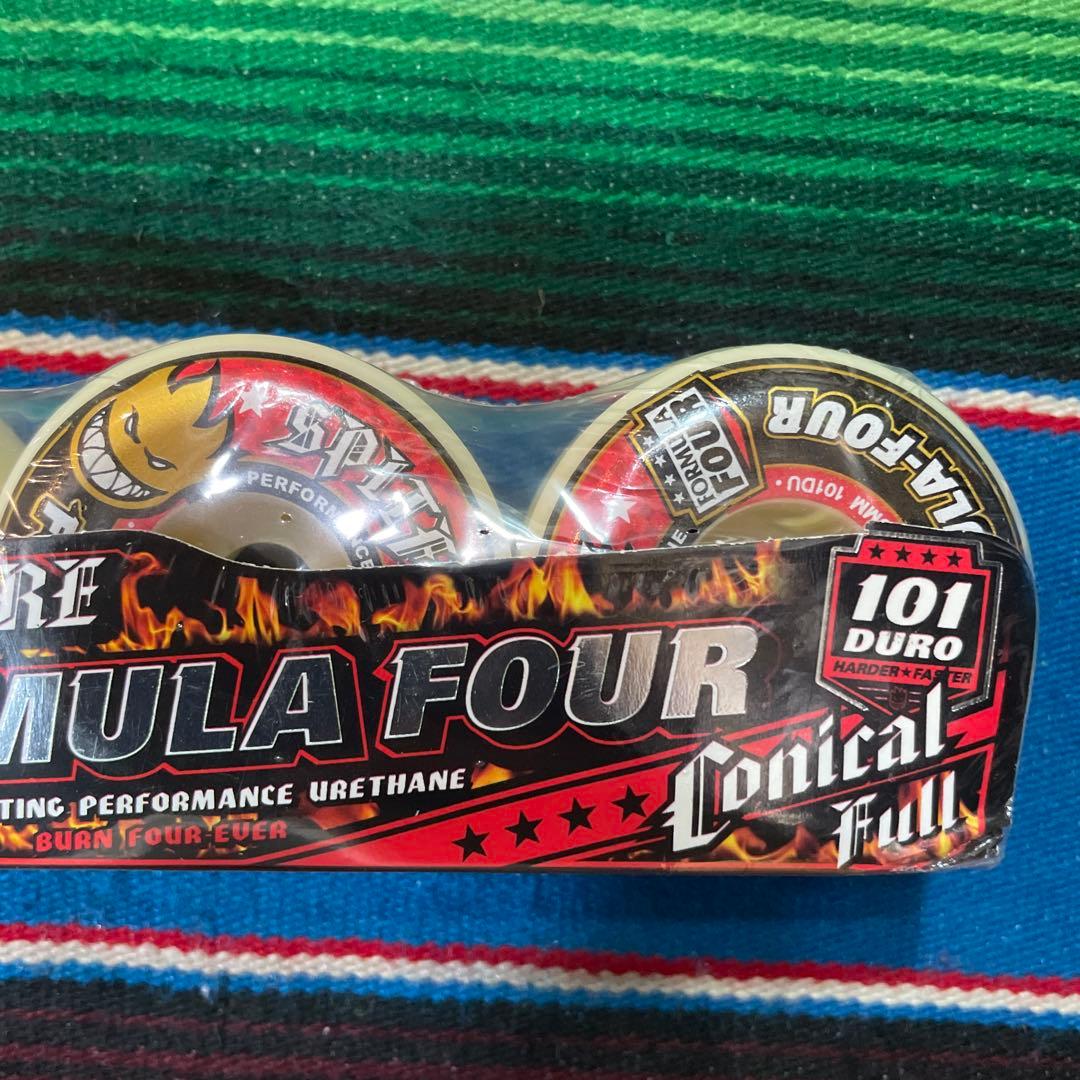 SPIT
PERFORMANCE
FORMULA
FOUR
LA-FOUR
MM 101DU
RE
MULA FOUR
TING PERFORMANCE URETHANE
BURN FOUR-EVER
101
DURO
HARDER★FASTER
Conical
Full